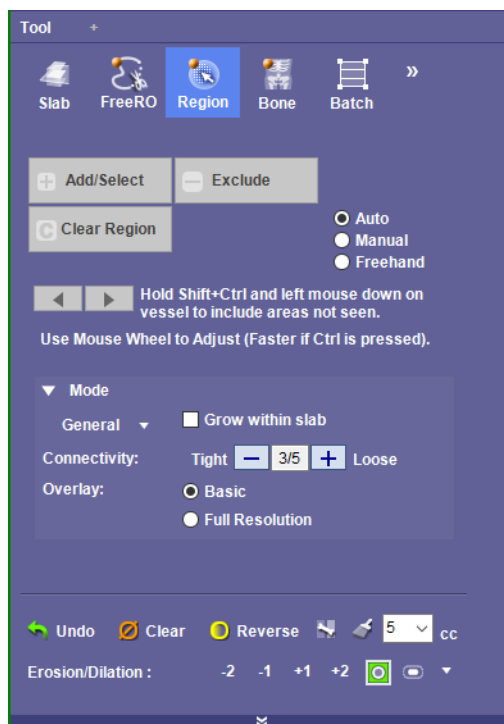 Tool +
Slab FreeRO Region Bone Batch »
Add/Select Exclude
C Clear Region
Auto
Manual
Freehand
Hold Shift+Ctrl and left mouse down on
vessel to include areas not seen.
Use Mouse Wheel to Adjust (Faster if Ctrl is pressed).
Mode
General Grow within slab
Connectivity: Tight — 3/5 + Loose
Overlay: Basic
Full Resolution
Undo Clear Reverse 5 cc
Erosion/Dilation : -2 -1 +1 +2